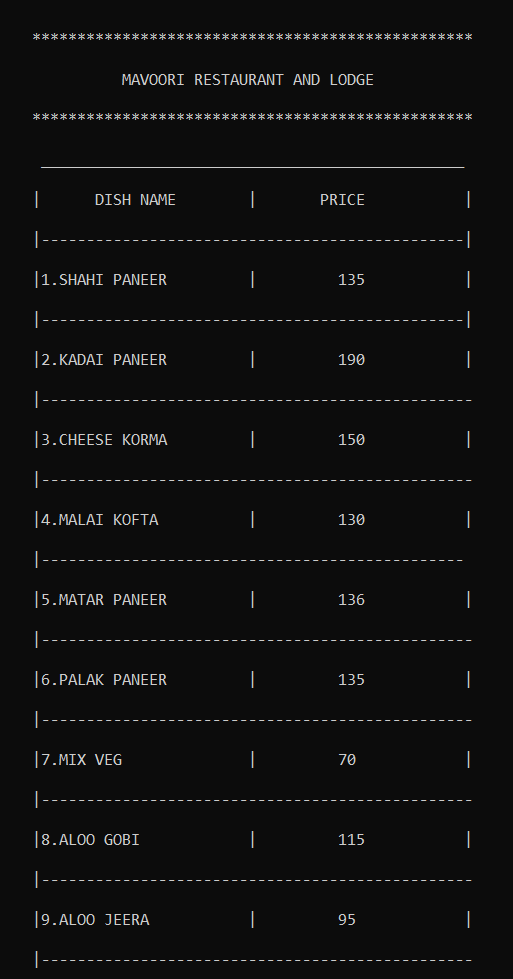 *************************************************
MAVOORI RESTAURANT AND LODGE
*************************************************
_______________________________________________
|      DISH NAME        |       PRICE           |
|-----------------------------------------------|
|1.SHAHI PANEER         |         135           |
|-----------------------------------------------|
|2.KADAI PANEER         |         190           |
|------------------------------------------------
|3.CHEESE KORMA         |         150           |
|------------------------------------------------
|4.MALAI KOFTA          |         130           |
|-----------------------------------------------
|5.MATAR PANEER         |         136           |
|------------------------------------------------
|6.PALAK PANEER         |         135           |
|------------------------------------------------
|7.MIX VEG              |         70            |
|------------------------------------------------
|8.ALOO GOBI            |         115           |
|------------------------------------------------
|9.ALOO JEERA           |         95            |
|------------------------------------------------